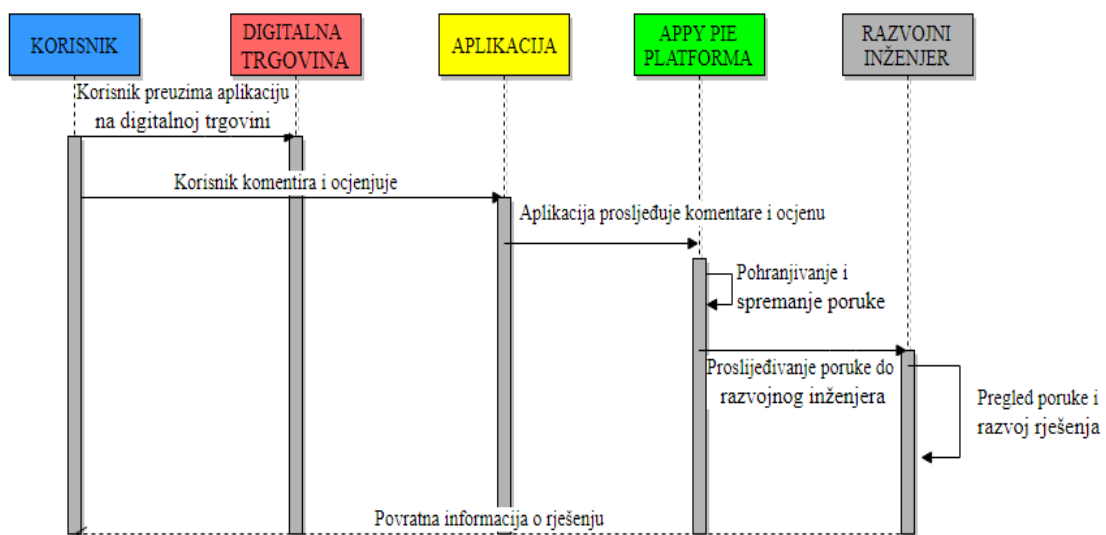 KORISNIK
DIGITALNA
TRGOVINA
APLIKACIJA
APPY PIE
PLATFORMA
RAZVOJNI
INŽENJER
Korisnik preuzima aplikaciju
na digitalnoj trgovini
Korisnik komentira i ocjenjuje
Aplikacija prosljeđuje komentare i ocjenu
Pohranjivanje i
spremanje poruke
Proslijeđivanje poruke do
razvojnog inženjera
Pregled poruke i
razvoj rješenja
Povratna informacija o rješenju